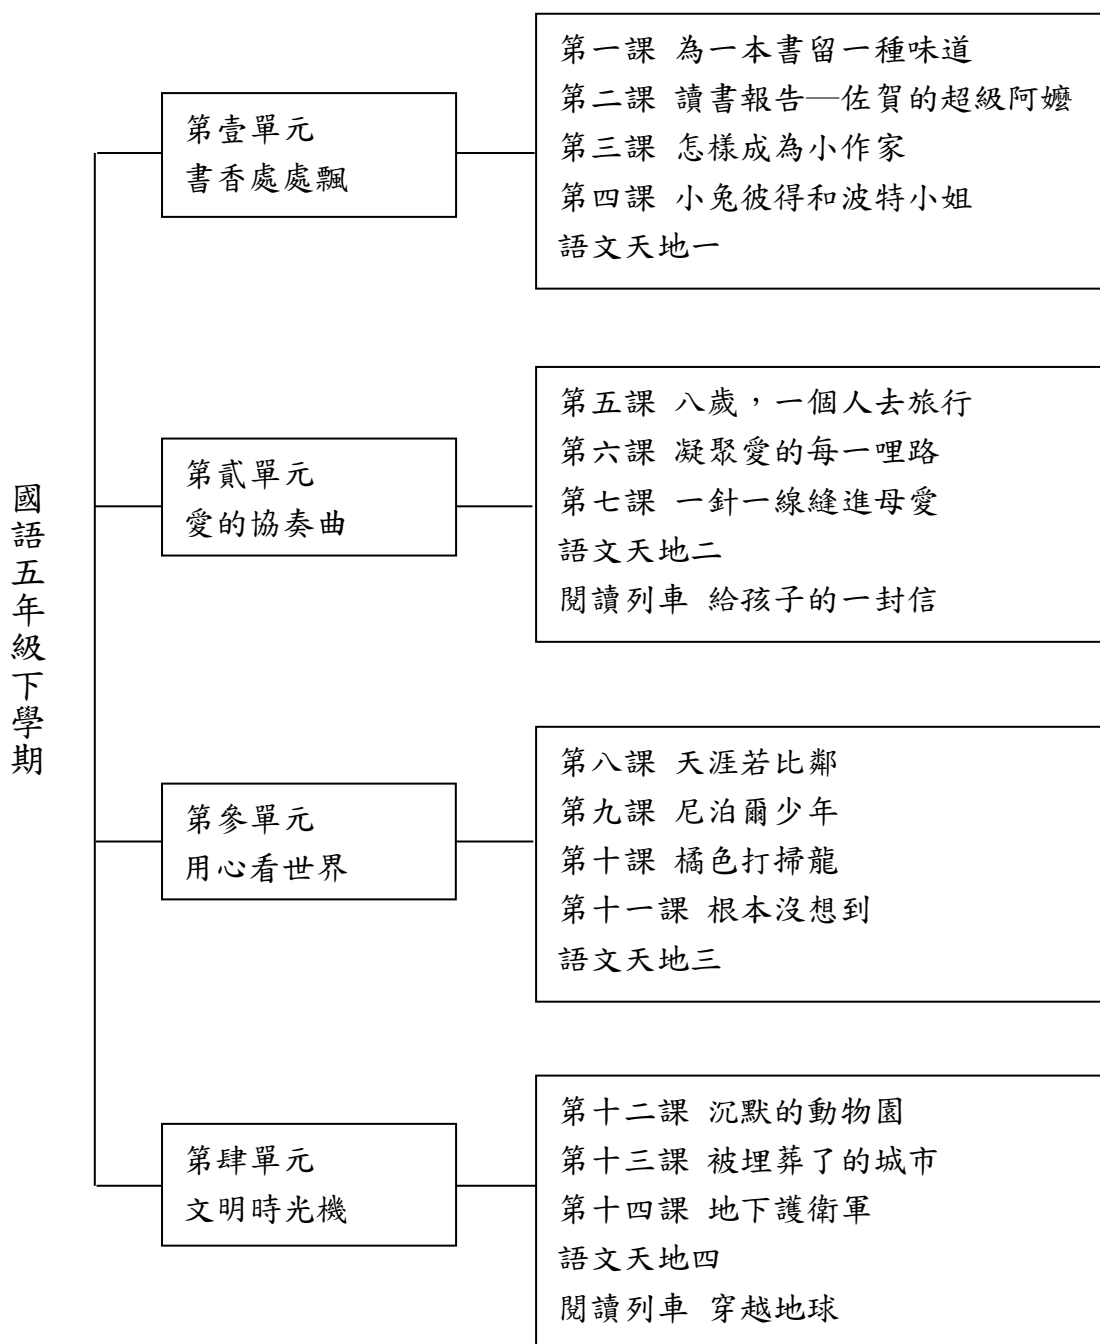 國語五年級下學期
第壹單元
書香處處飄
第一課 為一本書留一種味道
第二課 讀書報告─佐賀的超級阿嬤
第三課 怎樣成為小作家
第四課 小兔彼得和波特小姐
語文天地一
第貳單元
愛的協奏曲
第五課 八歲，一個人去旅行
第六課 凝聚愛的每一哩路
第七課 一針一線縫進母愛
語文天地二
閱讀列車 給孩子的一封信
第參單元
用心看世界
第八課 天涯若比鄰
第九課 尼泊爾少年
第十課 橘色打掃龍
第十一課 根本沒想到
語文天地三
第肆單元
文明時光機
第十二課 沉默的動物園
第十三課 被埋葬了的城市
第十四課 地下護衛軍
語文天地四
閱讀列車 穿越地球